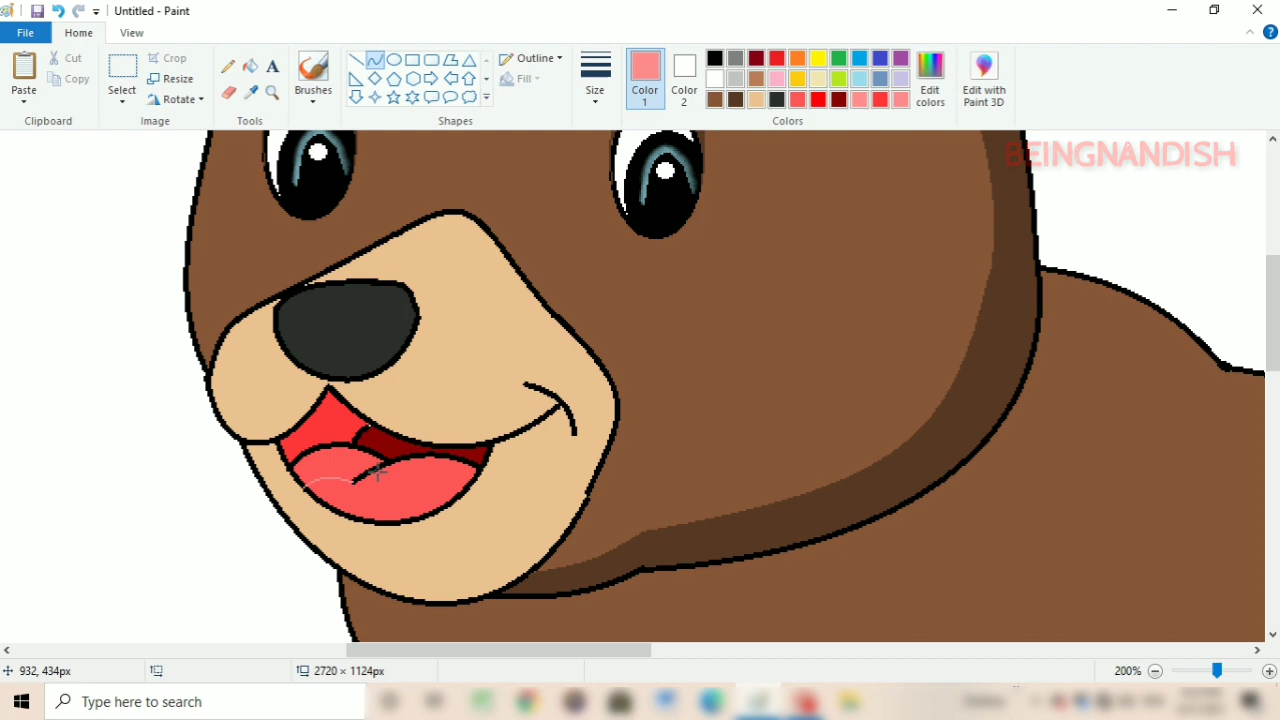 Untitled - Paint
File
Home
View
Paste
Cut
Copy
Clipboard
Select
Crop
Resize
Rotate
Image
A
Tools
Brushes
Outline
Fill
Shapes
Size
Color 1
Color 2
Edit colors
Edit with Paint 3D
Colors
BEINGNANDISH
932, 434px
2720 × 1124px
200%
Type here to search